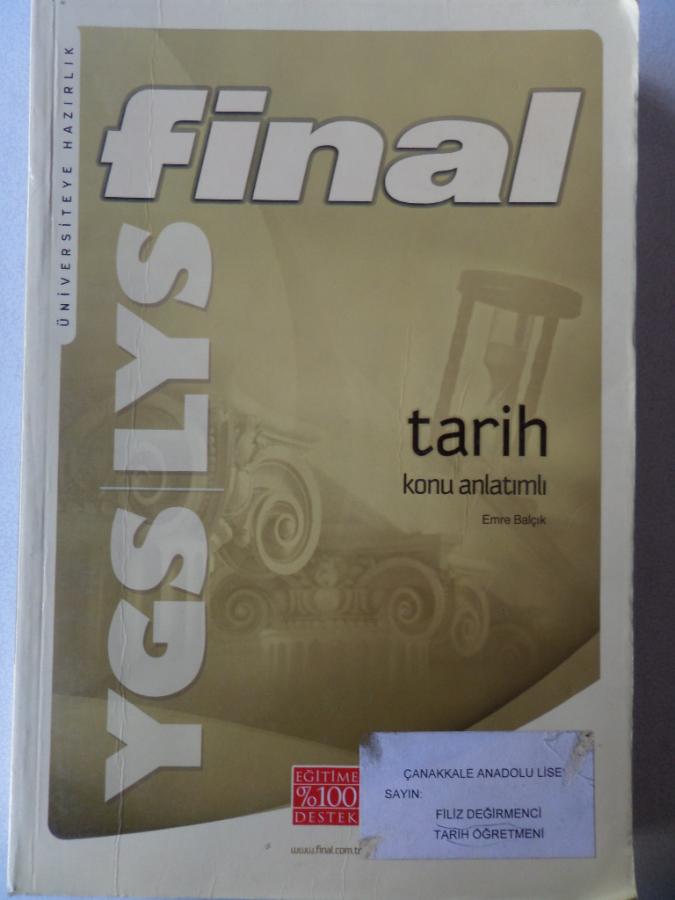 ÜNİVERSİTEYE HAZIRLIK
final
YGS|LYS
tarih
konu anlatımlı
Emre Balçık
EĞİTİME
%100
DESTEK
www.final.com.tr
ÇANAKKALE ANADOLU LİSE
SAYIN:
FİLİZ DEĞİRMENCİ
TARİH ÖĞRETMENİ